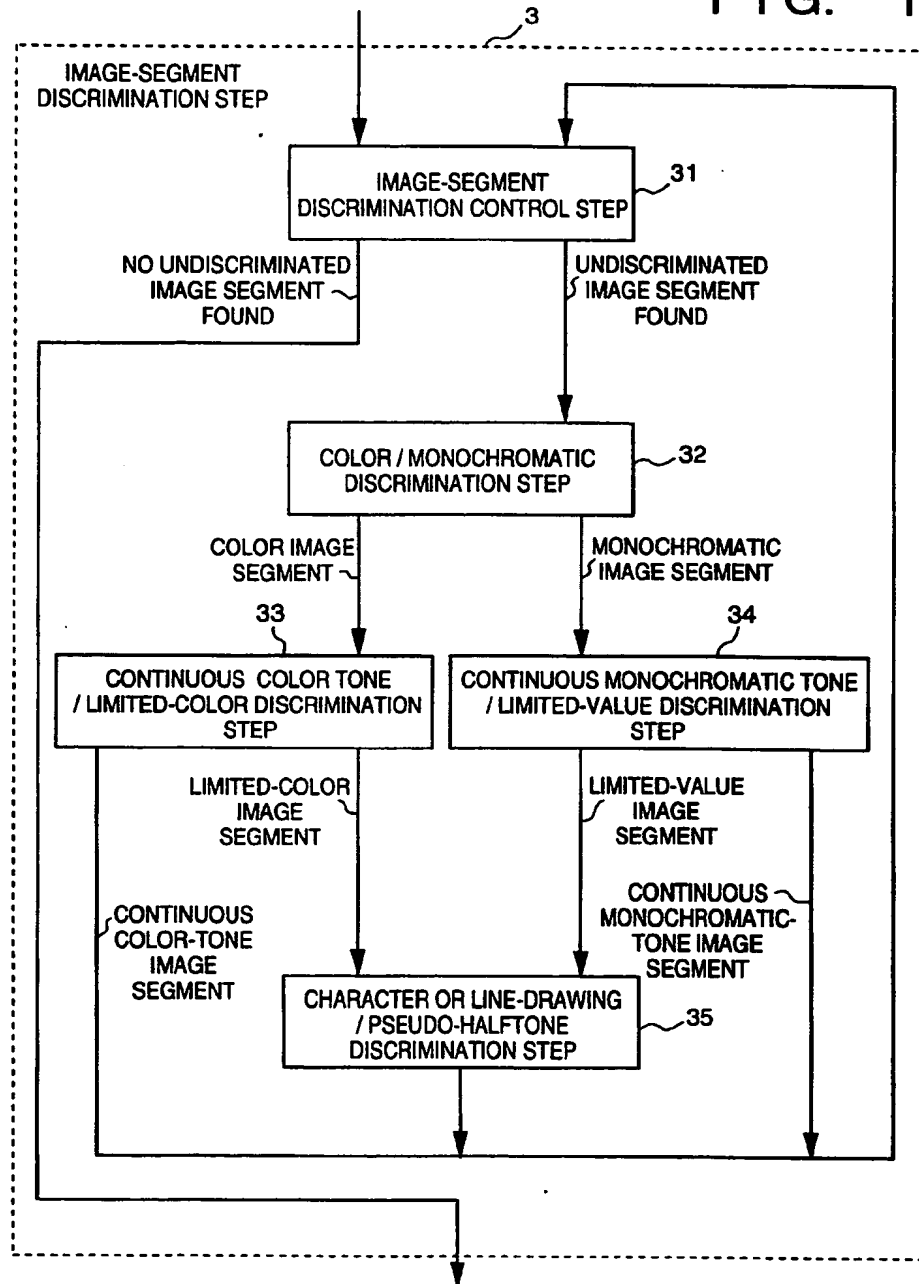 FIG. 1
3
IMAGE-SEGMENT
DISCRIMINATION STEP
IMAGE-SEGMENT
DISCRIMINATION CONTROL STEP
31
NO UNDISCRIMINATED
IMAGE SEGMENT
FOUND
UNDISCRIMINATED
IMAGE SEGMENT
FOUND
COLOR / MONOCHROMATIC
DISCRIMINATION STEP
32
COLOR IMAGE
SEGMENT
MONOCHROMATIC
IMAGE SEGMENT
33
CONTINUOUS COLOR TONE
/ LIMITED-COLOR DISCRIMINATION
STEP
34
CONTINUOUS MONOCHROMATIC TONE
/ LIMITED-VALUE DISCRIMINATION
STEP
LIMITED-COLOR
IMAGE
SEGMENT
LIMITED-VALUE
IMAGE
SEGMENT
CONTINUOUS
COLOR-TONE
IMAGE
SEGMENT
CONTINUOUS
MONOCHROMATIC-
TONE IMAGE
SEGMENT
CHARACTER OR LINE-DRAWING
/ PSEUDO-HALFTONE
DISCRIMINATION STEP
35